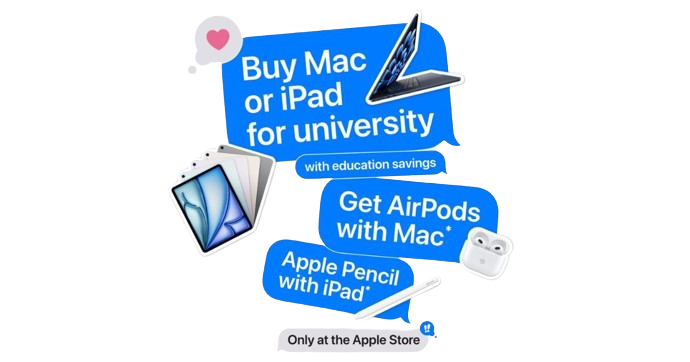 Buy Mac
or iPad
for university
with education savings
Get AirPods
with Mac*
Apple Pencil
with iPad*
Only at the Apple Store